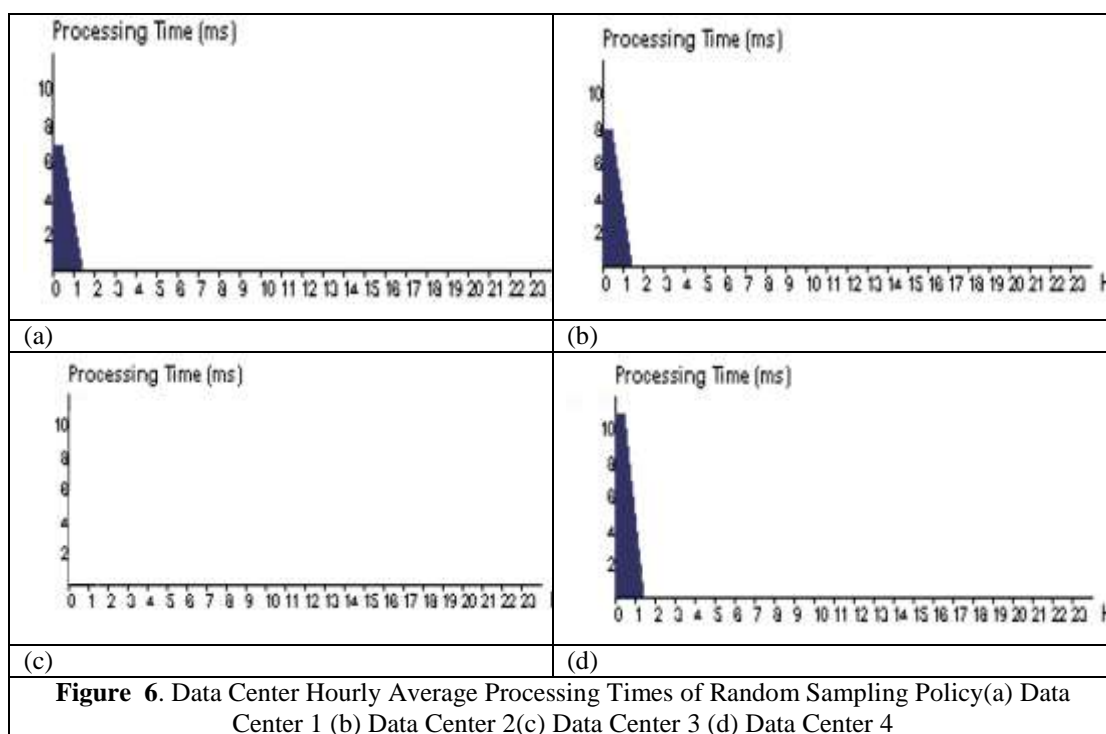 Processing Time (ms)
10
8
6
4
2
0 1 2 3 4 5 6 7 8 9 10 11 12 13 14 15 16 17 18 19 20 21 22 23
(a)
Processing Time (ms)
10
8
6
4
2
0 1 2 3 4 5 6 7 8 9 10 11 12 13 14 15 16 17 18 19 20 21 22 23 H
(b)
Processing Time (ms)
10
8
6
4
2
0 1 2 3 4 5 6 7 8 9 10 11 12 13 14 15 16 17 18 19 20 21 22 23
(c)
Processing Time (ms)
10
8
6
4
2
0 1 2 3 4 5 6 7 8 9 10 11 12 13 14 15 16 17 18 19 20 21 22 23 H
(d)
Figure 6. Data Center Hourly Average Processing Times of Random Sampling Policy(a) Data
Center 1 (b) Data Center 2(c) Data Center 3 (d) Data Center 4